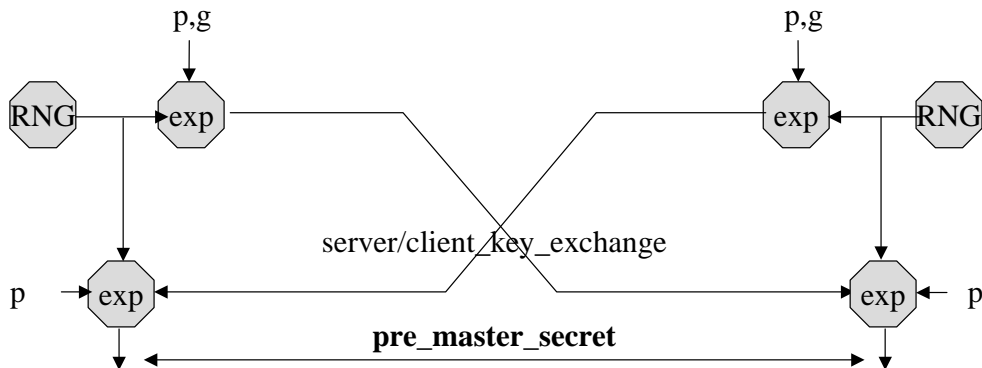 p,g
p,g
RNG
exp
exp
RNG
server/client_key_exchange
p
exp
exp
p
pre_master_secret